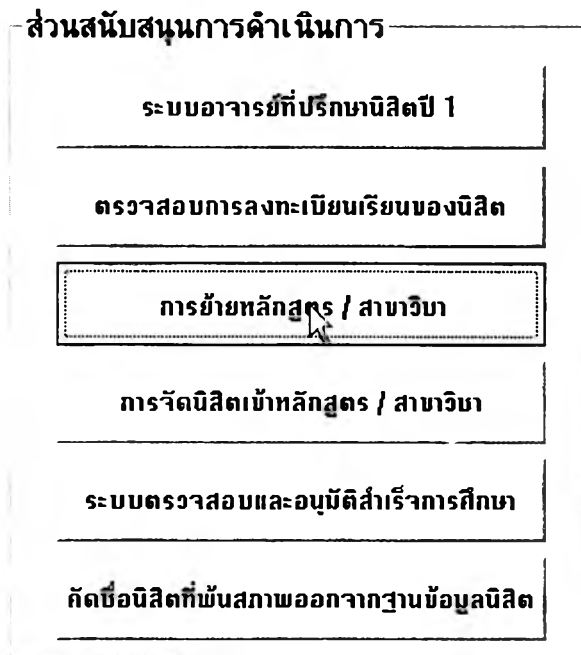 ส่วนสนับสนุนการดำเนินการ
ระบบอาจารย์ที่ปรึกษานิสิตปี 1
ตรวจสอบการลงทะเบียนเรียนของนิสิต
การย้ายหลักสูตร / สาขาวิชา
การจัดนิสิตเข้าหลักสูตร / สาขาวิชา
ระบบตรวจสอบและอนุมัติสำเร็จการศึกษา
คัดชื่อนิสิตที่พ้นสภาพออกจากฐานข้อมูลนิสิต